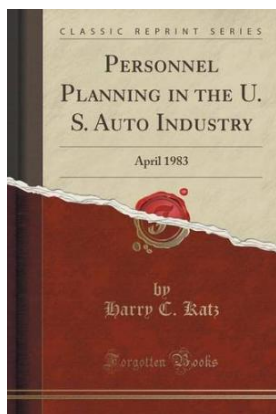 CLASSIC REPRINT SERIES
PERSONNEL
PLANNING IN THE U.
S. AUTO INDUSTRY
April 1983
by
Harry C. Katz
Forgotten Books